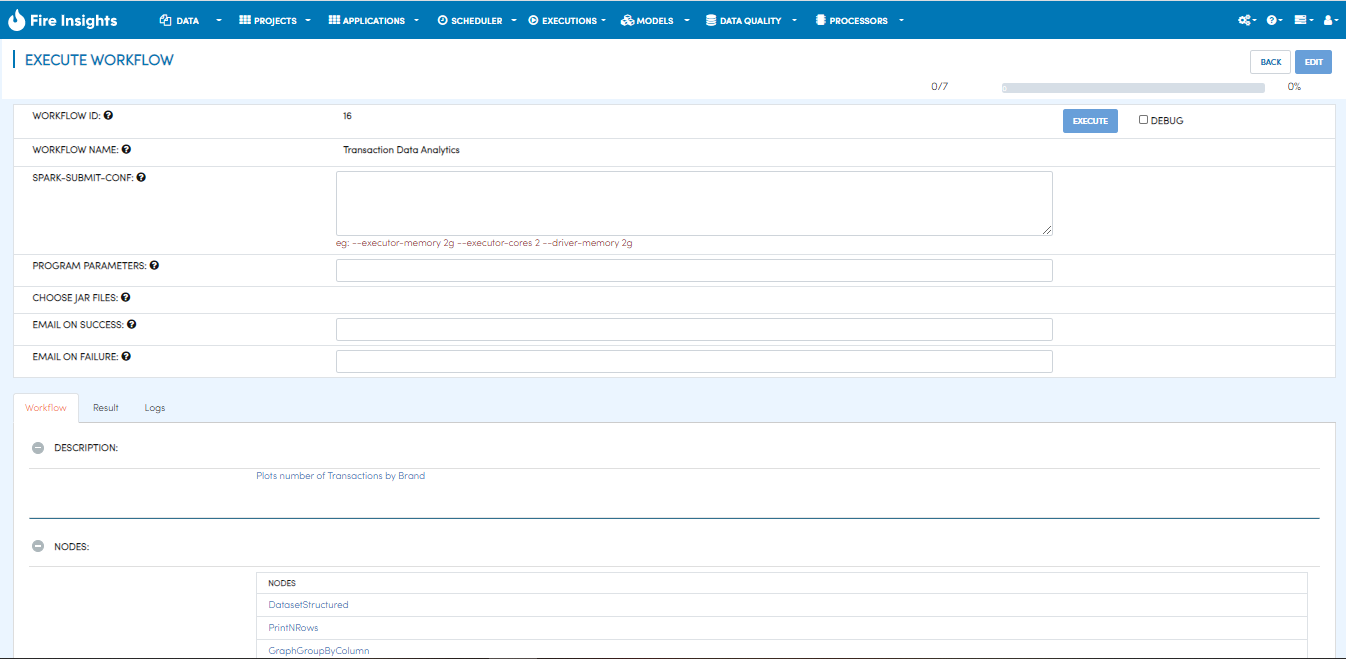 Fire Insights DATA PROJECTS APPLICATIONS SCHEDULER EXECUTIONS MODELS DATA QUALITY PROCESSORS
EXECUTE WORKFLOW
BACK EDIT
0/7 0%
WORKFLOW ID: 16 EXECUTE DEBUG
WORKFLOW NAME: Transaction Data Analytics
SPARK-SUBMIT-CONF:
eg: --executor-memory 2g --executor-cores 2 --driver-memory 2g
PROGRAM PARAMETERS:
CHOOSE JAR FILES:
EMAIL ON SUCCESS:
EMAIL ON FAILURE:
Workflow Result Logs
DESCRIPTION:
Plots number of Transactions by Brand
NODES:
NODES
DatasetStructured
PrintNRows
GraphGroupByColumn